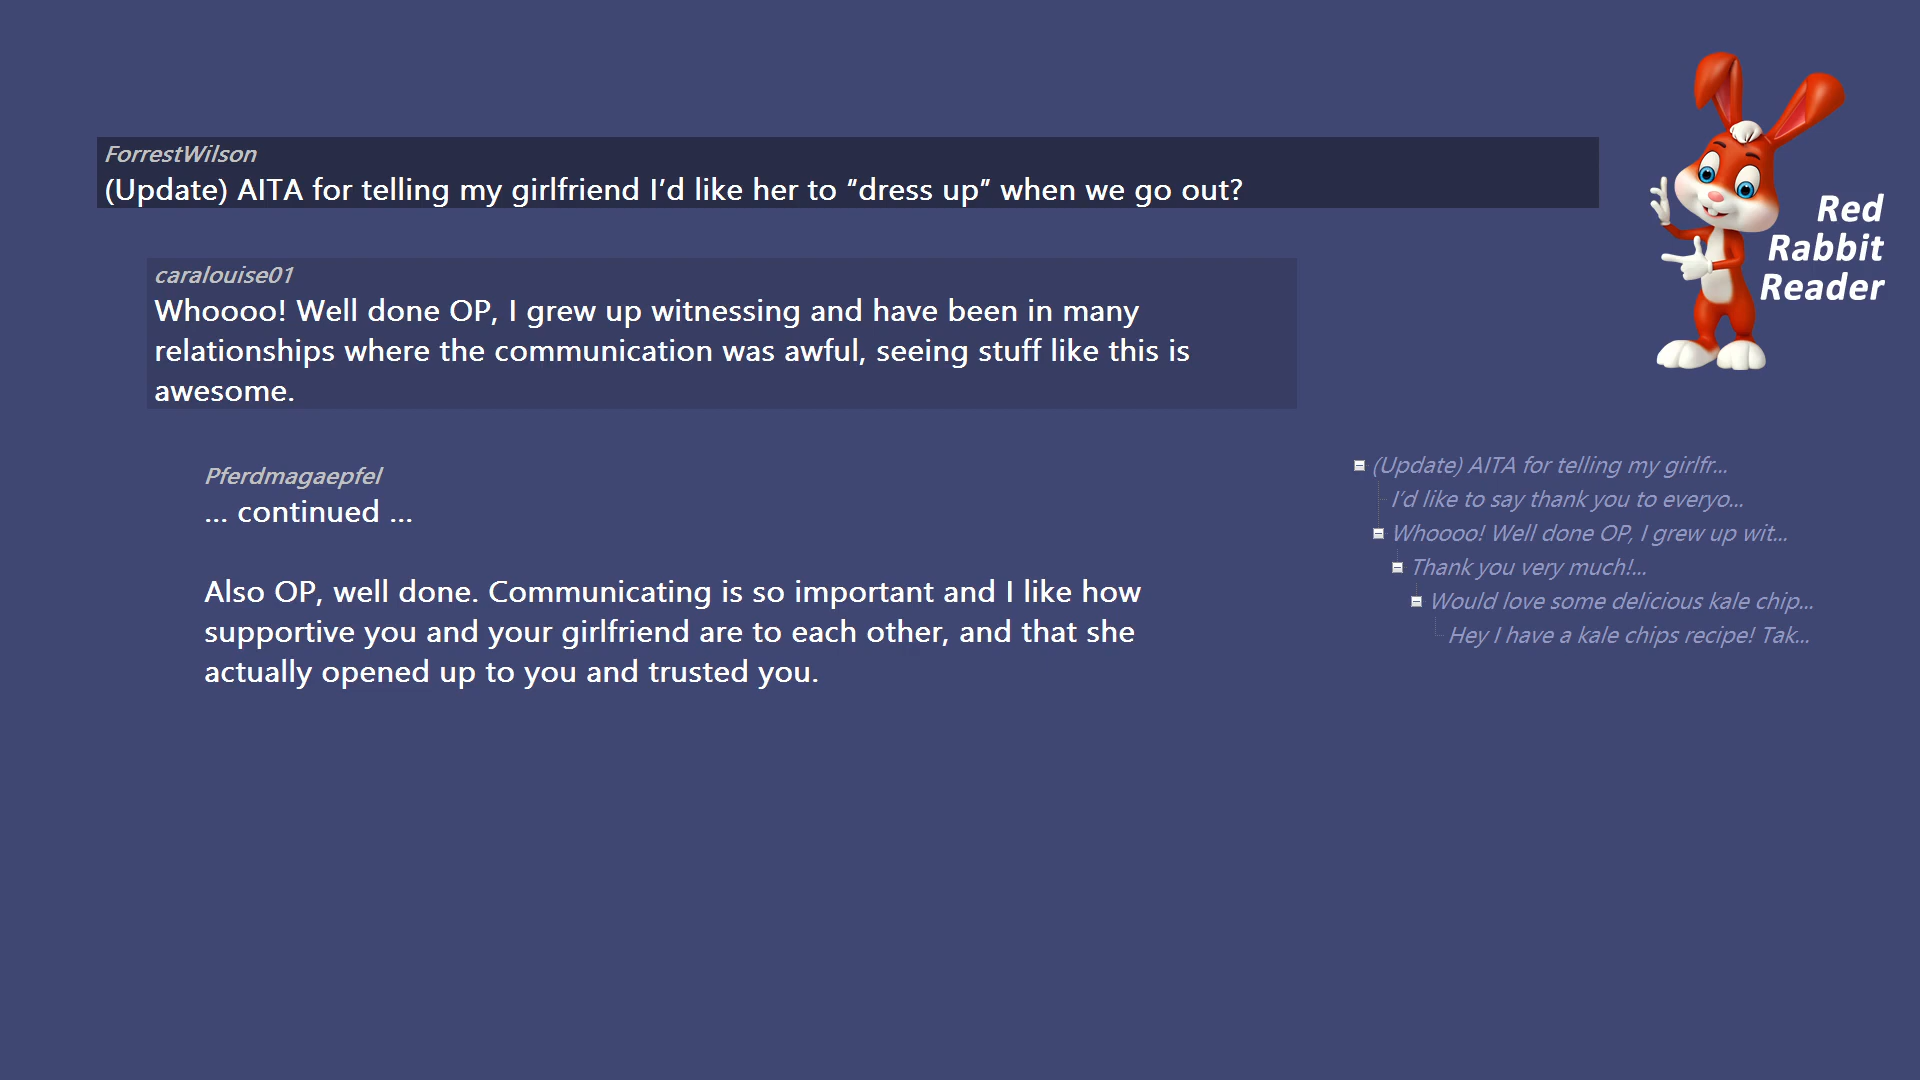 ForrestWilson
(Update) AITA for telling my girlfriend I’d like her to “dress up” when we go out?
caralouise01
Whoooo! Well done OP, I grew up witnessing and have been in many
relationships where the communication was awful, seeing stuff like this is
awesome.
Pferdmagaepfel
... continued ...
Also OP, well done. Communicating is so important and I like how
supportive you and your girlfriend are to each other, and that she
actually opened up to you and trusted you.
Red
Rabbit
Reader
(Update) AITA for telling my girlfr...
I’d like to say thank you to everyo...
Whoooo! Well done OP, I grew up wit...
Thank you very much!...
Would love some delicious kale chip...
Hey I have a kale chips recipe! Tak...